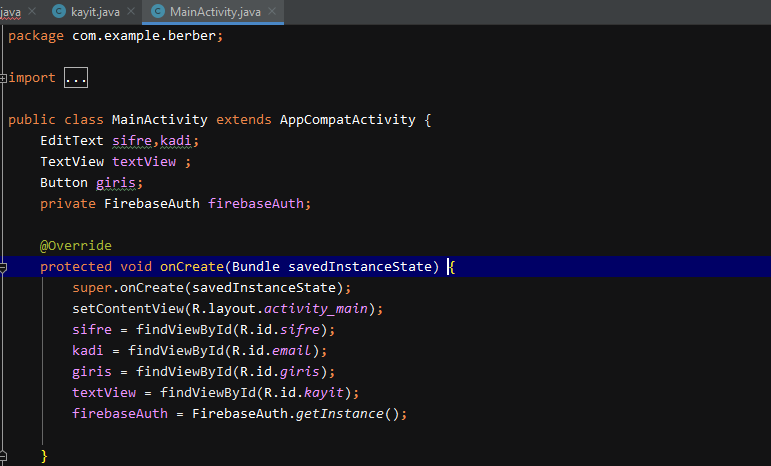 java kayit.java MainActivity.java
package com.example.berber;
import ...
public class MainActivity extends AppCompatActivity {
EditText sifre,kadi;
TextView textView ;
Button giris;
private FirebaseAuth firebaseAuth;
@Override
protected void onCreate(Bundle savedInstanceState) {
super.onCreate(savedInstanceState);
setContentView(R.layout.activity_main);
sifre = findViewById(R.id.sifre);
kadi = findViewById(R.id.email);
giris = findViewById(R.id.giris);
textView = findViewById(R.id.kayit);
firebaseAuth = FirebaseAuth.getInstance();
}